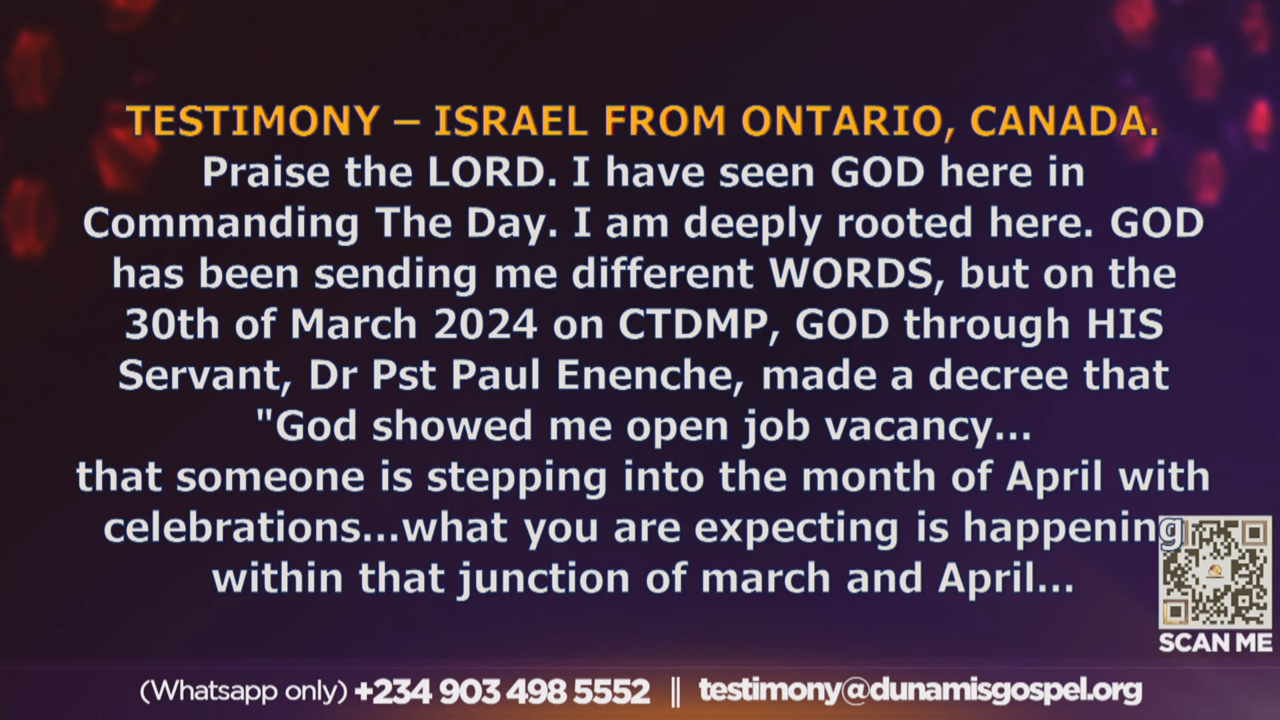 TESTIMONY – ISRAEL FROM ONTARIO, CANADA.
Praise the LORD. I have seen GOD here in
Commanding The Day. I am deeply rooted here. GOD
has been sending me different WORDS, but on the
30th of March 2024 on CTDMP, GOD through HIS
Servant, Dr Pst Paul Enenche, made a decree that
"God showed me open job vacancy...
that someone is stepping into the month of April with
celebrations...what you are expecting is happening
within that junction of march and April...
SCAN ME
(Whatsapp only) +234 903 498 5552 || testimony@dunamisgospel.org